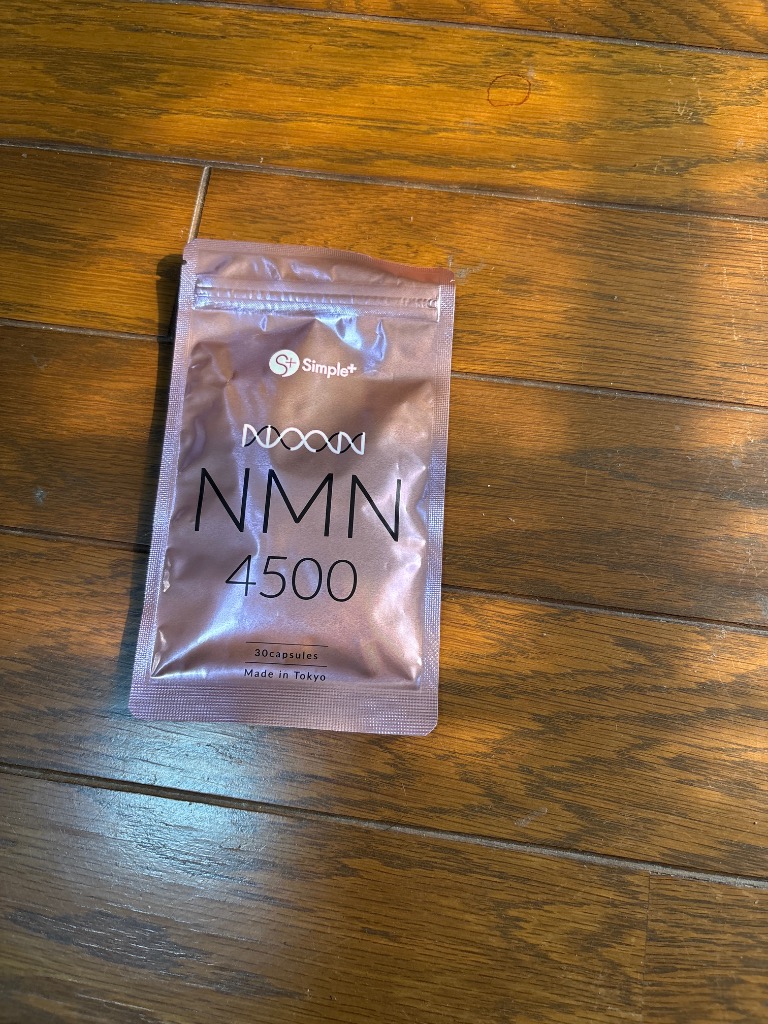 S+ Simple+
NMN
4500
30capsules
Made in Tokyo